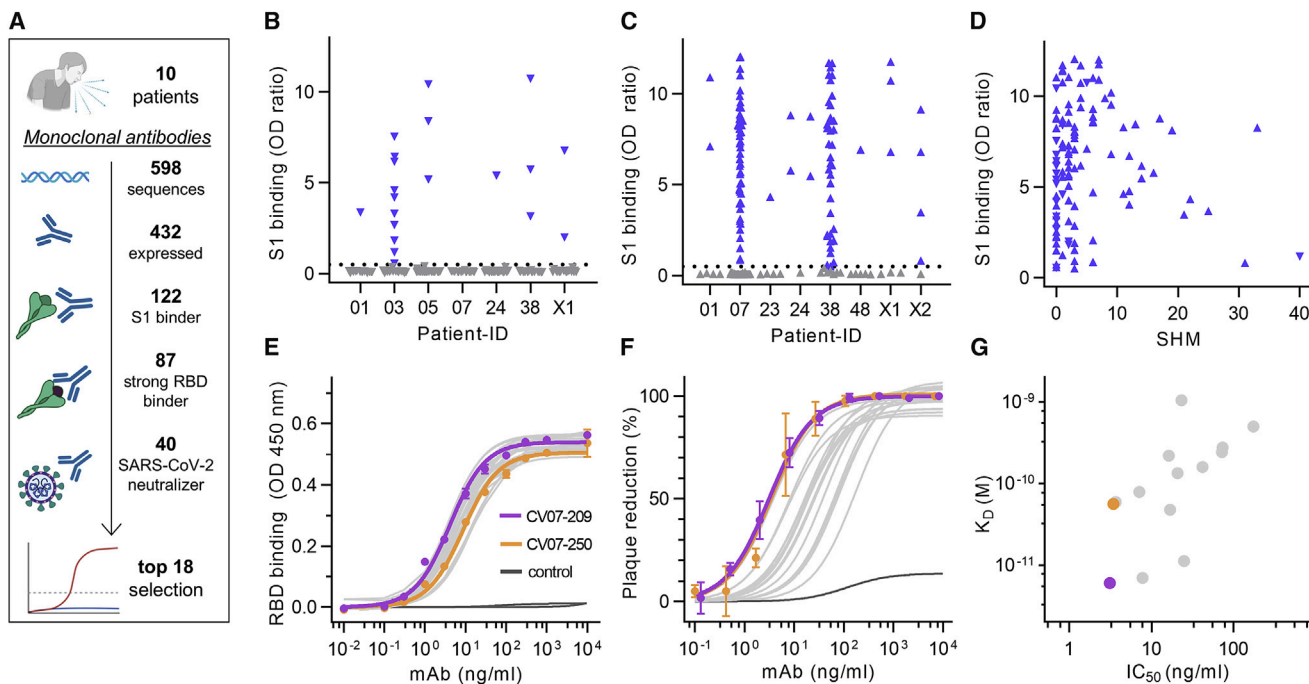 A
10
patients
Monoclonal antibodies
598
sequences
432
expressed
122
S1 binder
87
strong RBD
binder
40
SARS-CoV-2
neutralizer
top 18
selection
B
S1 binding (OD ratio)
10
5
0
01 03 05 07 24 38 X1
Patient-ID
C
S1 binding (OD ratio)
10
5
0
01 07 23 24 38 48 X1 X2
Patient-ID
D
S1 binding (OD ratio)
10
5
0
0 10 20 30 40
SHM
E
RBD binding (OD 450 nm)
0.6
0.4
0.2
0.0
10⁻² 10⁻¹ 10⁰ 10¹ 10² 10³ 10⁴
mAb (ng/ml)
CV07-209
CV07-250
control
F
Plaque reduction (%)
100
50
0
10⁻¹ 10⁰ 10¹ 10² 10³ 10⁴
mAb (ng/ml)
G
K_D (M)
10⁻⁹
10⁻¹⁰
10⁻¹¹
1 10 100
IC₅₀ (ng/ml)